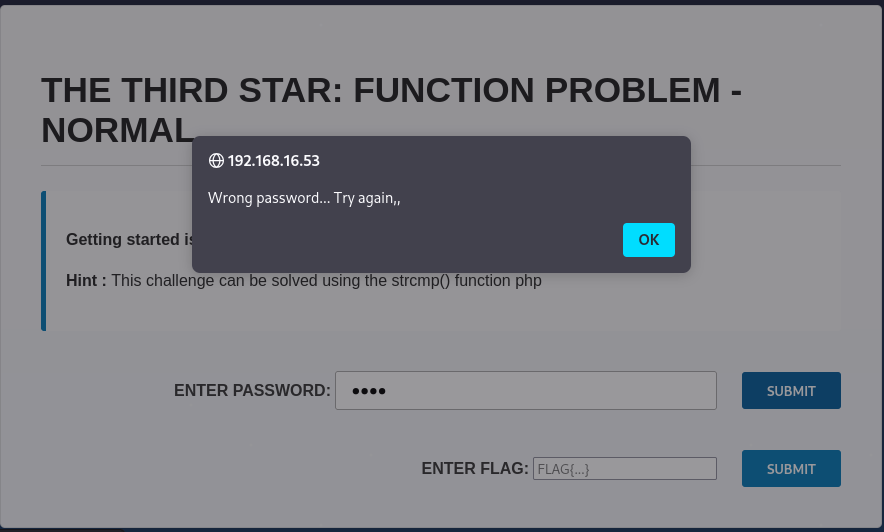 THE THIRD STAR: FUNCTION PROBLEM -
NORMAL
192.168.16.53
Wrong password... Try again,,
OK
Getting started is
Hint : This challenge can be solved using the strcmp() function php
ENTER PASSWORD: ●●●● SUBMIT
ENTER FLAG: FLAG{...} SUBMIT